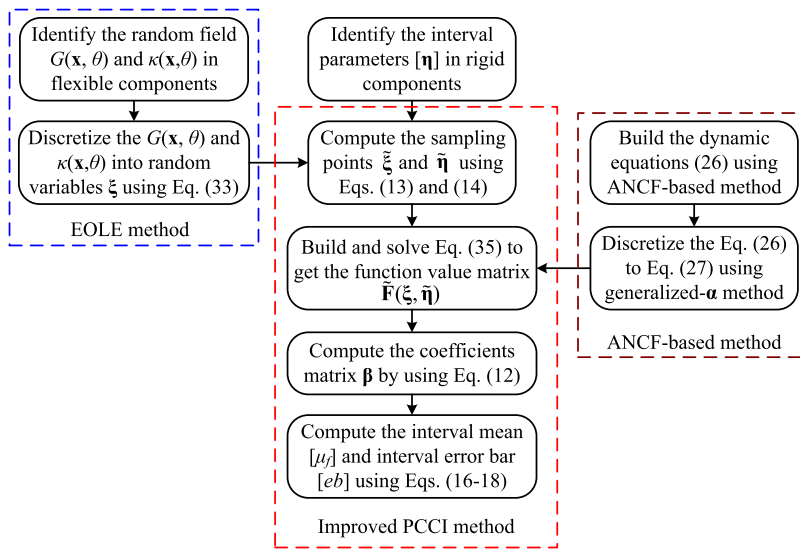 Identify the random field
G(x, θ) and κ(x,θ) in
flexible components
Discretize the G(x, θ) and
κ(x,θ) into random
variables ξ using Eq. (33)
EOLE method
Identify the interval
parameters [η] in rigid
components
Compute the sampling
points ξ̃ and η̃ using
Eqs. (13) and (14)
Build and solve Eq. (35) to
get the function value matrix
F̃(ξ, η̃)
Compute the coefficients
matrix β by using Eq. (12)
Compute the interval mean
[μf] and interval error bar
[eb] using Eqs. (16-18)
Improved PCCI method
Build the dynamic
equations (26) using
ANCF-based method
Discretize the Eq. (26)
to Eq. (27) using
generalized-α method
ANCF-based method